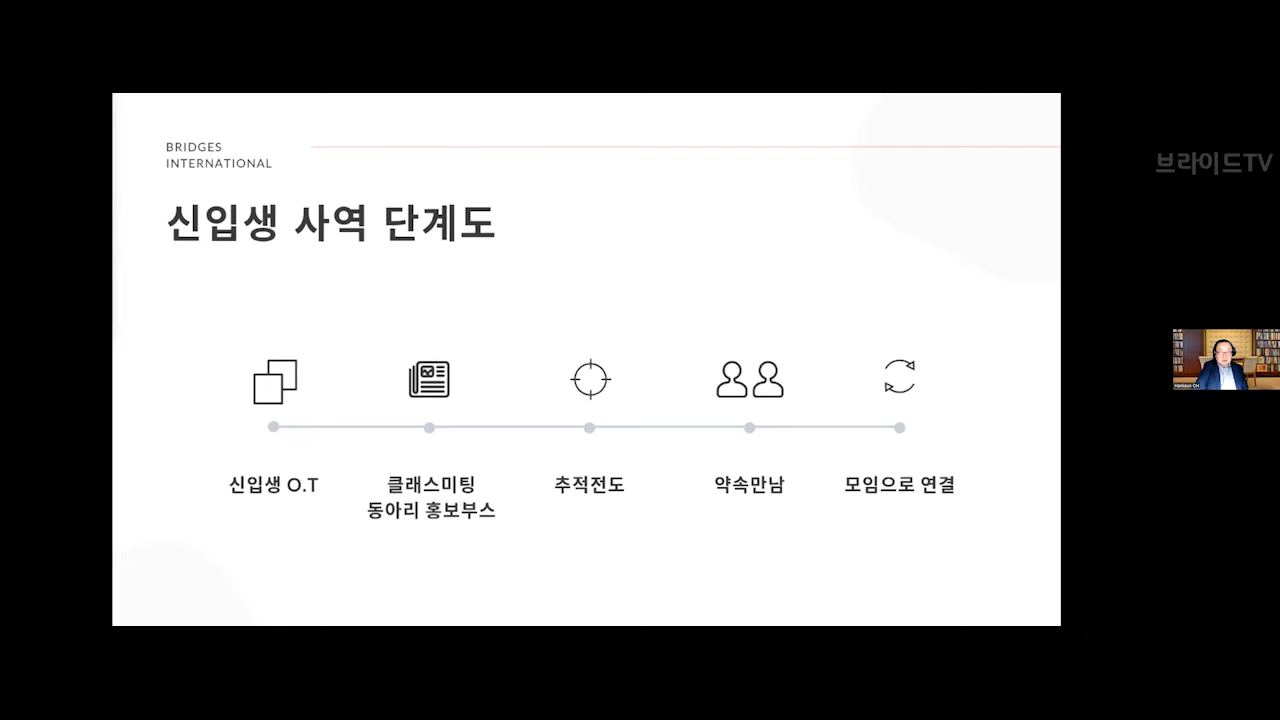 BRIDGES
INTERNATIONAL
브라이드TV
신입생 사역 단계도
신입생 O.T
클래스미팅
동아리 홍보부스
추적전도
약속만남
모임으로 연결